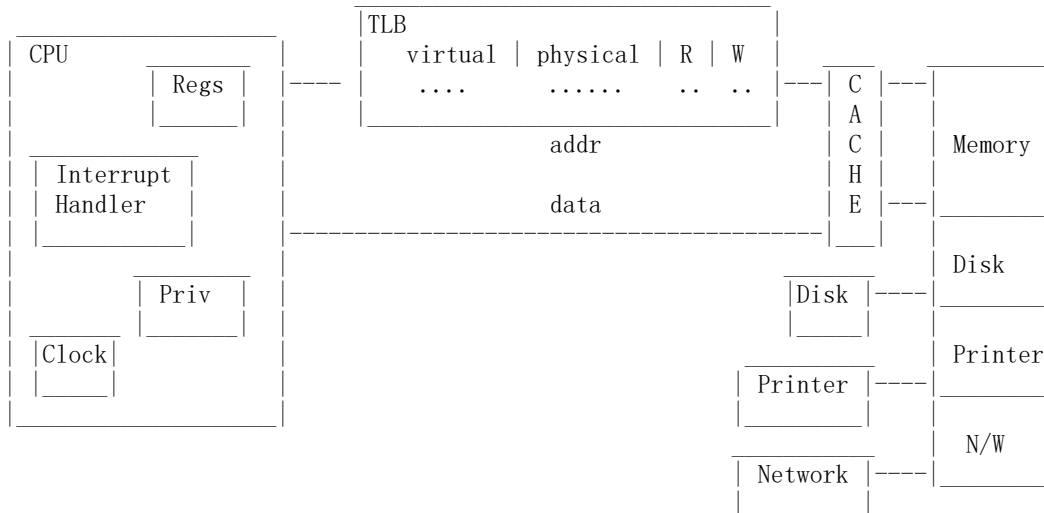 TLB
CPU virtual | physical | R | W
Regs .... ...... .. .. C
A
addr C Memory
Interrupt H
Handler data E
Disk
Priv Disk
Clock Printer
Printer
N/W
Network